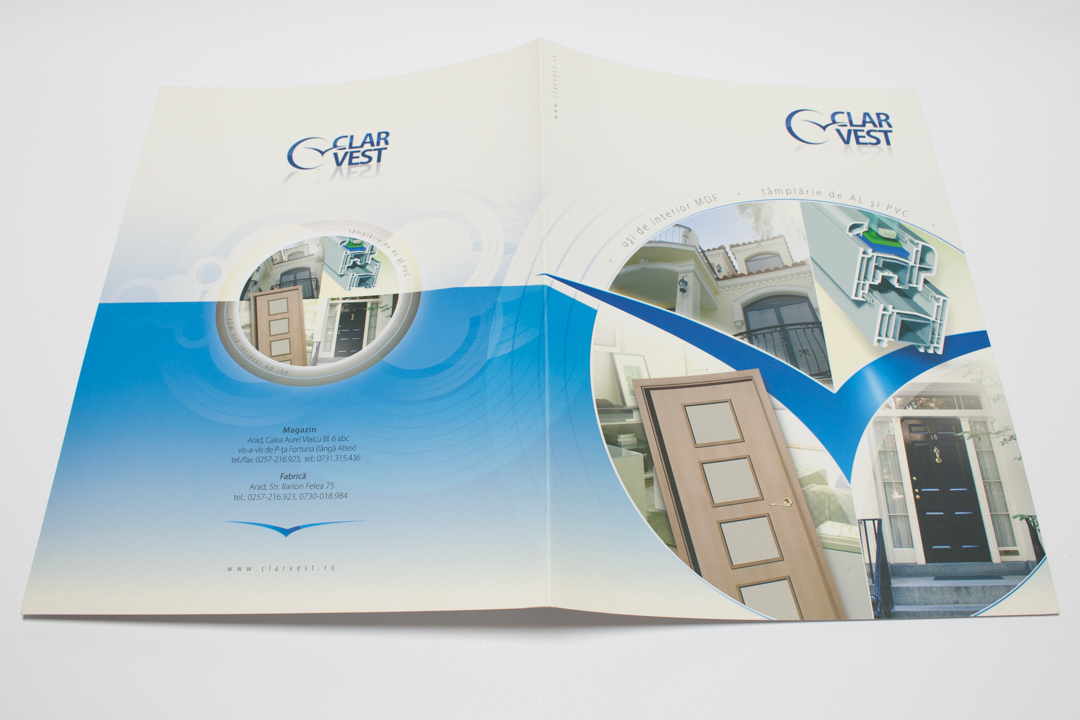 CLAR
VEST
tâmplărie de AL şi PVC
Magazin
Arad, Calea Aurel Vlaicu Bl. 6 abc
vis-a-vis de P-ţa Fortuna (lângă Altex)
tel./fax: 0257-216.923, tel.: 0731.315.436
Fabrică
Arad, Str. Ilarion Felea 75
tel.: 0257-216.923, 0730-018.984
www.clarvest.ro
www.clarvest.ro
CLAR
VEST
uşi de interior MDF • tâmplărie de AL şi PVC